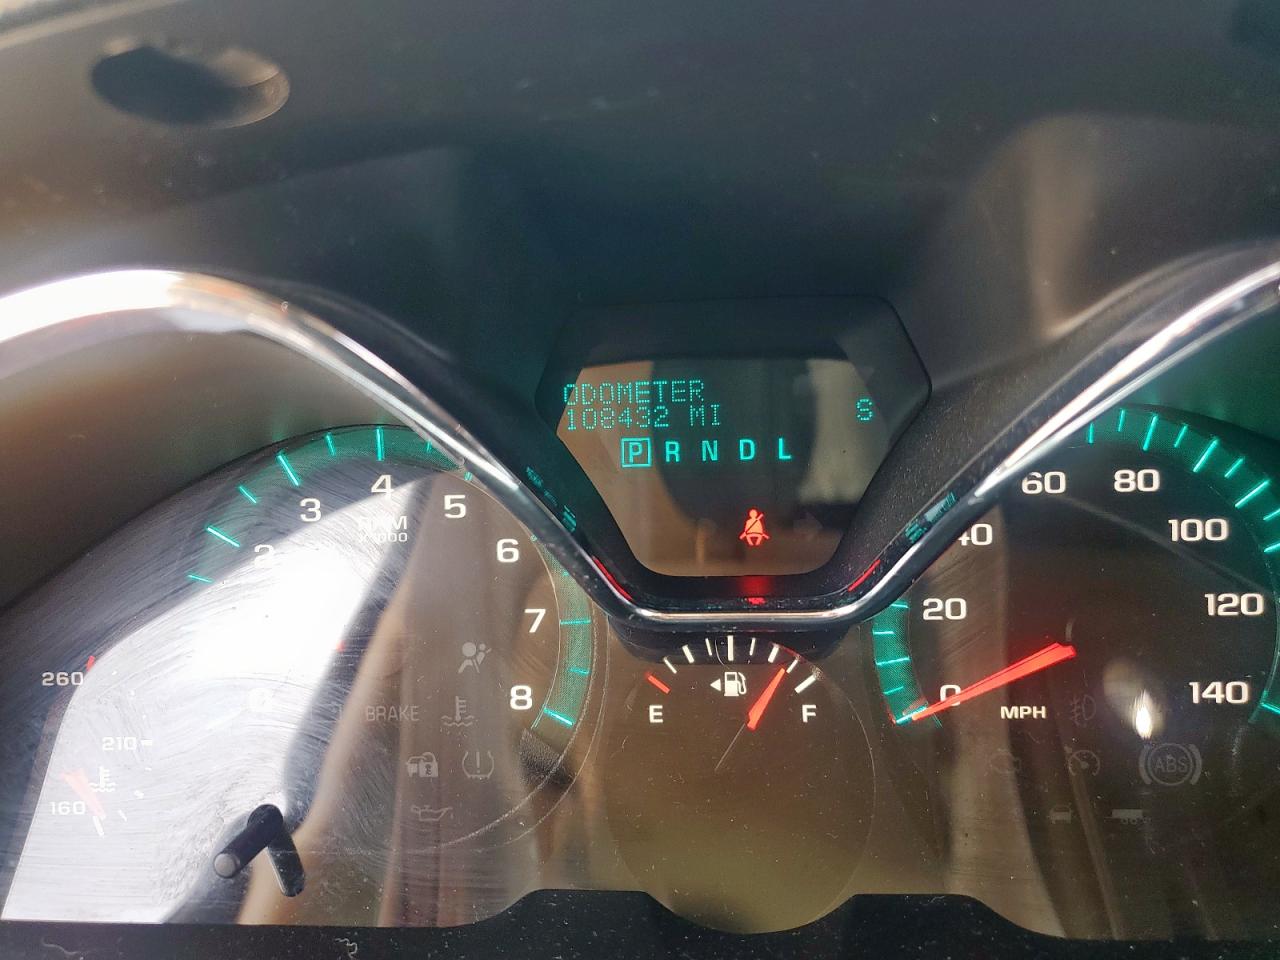 ODOMETER
108432 MI
S
P R N D L
2 3 4 5 6 7 8
RPM
x1000
260
210
160
BRAKE
E F
0 20 40 60 80 100 120 140
MPH
ABS